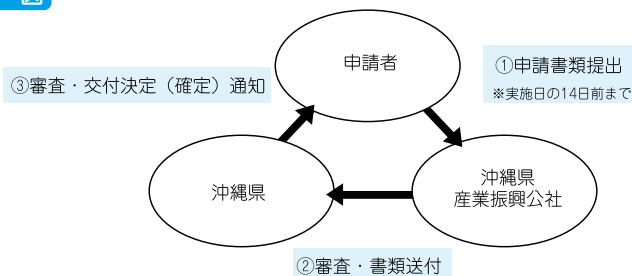 図
申請者
①申請書類提出
※実施日の14日前まで
③審査・交付決定（確定）通知
沖縄県
沖縄県
産業振興公社
②審査・書類送付